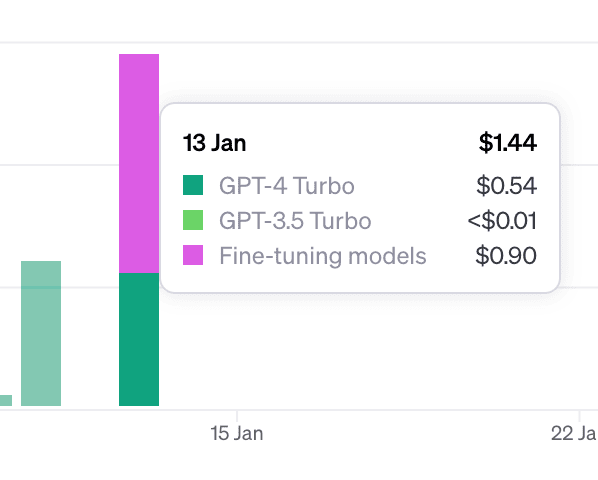 13 Jan $1.44
GPT-4 Turbo $0.54
GPT-3.5 Turbo <$0.01
Fine-tuning models $0.90
15 Jan 22 Ja